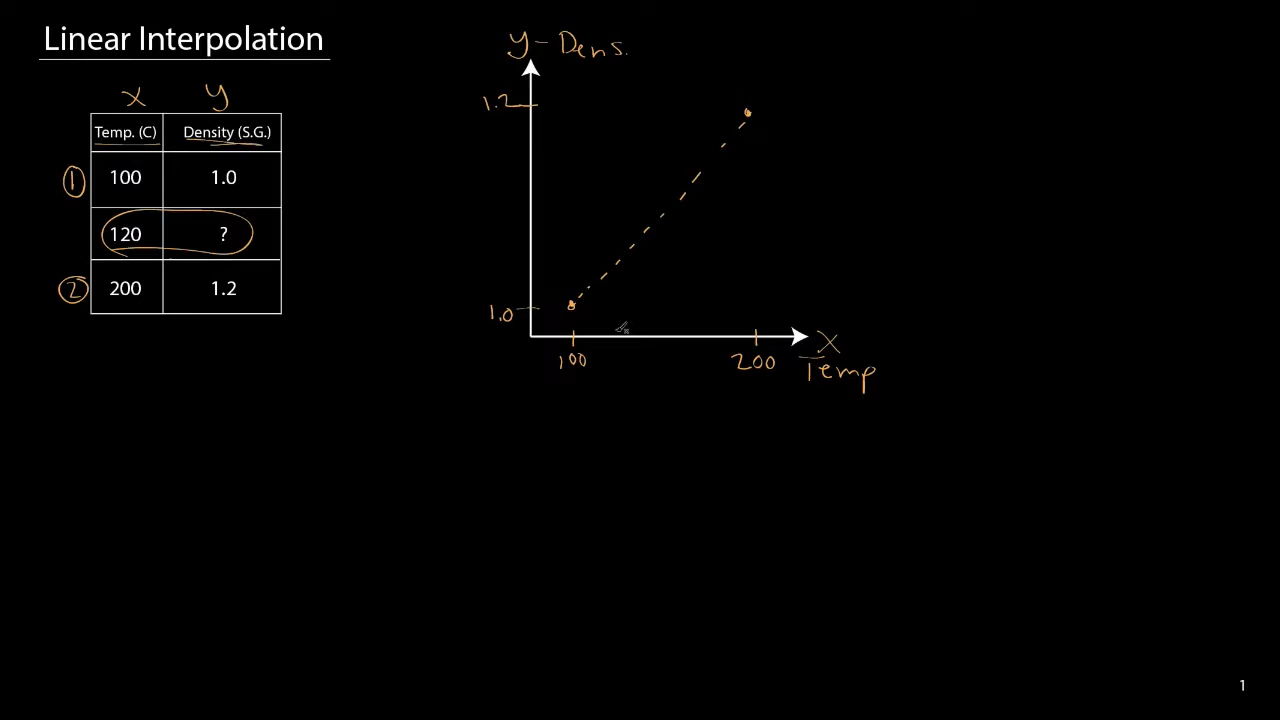 Linear Interpolation
x y
Temp. (C) Density (S.G.)
1 100 1.0
120 ?
2 200 1.2
y - Dens.
1.2
1.0
100 200
x
Temp
1